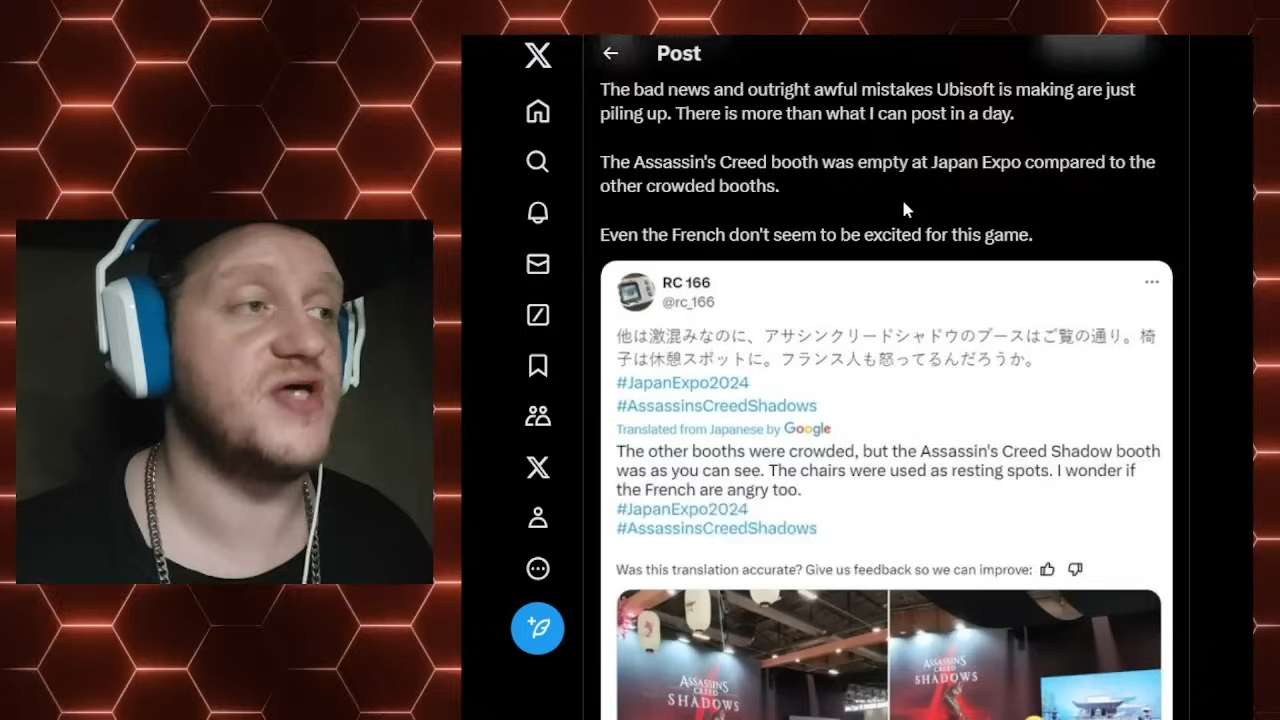 Post
The bad news and outright awful mistakes Ubisoft is making are just
piling up. There is more than what I can post in a day.
The Assassin's Creed booth was empty at Japan Expo compared to the
other crowded booths.
Even the French don't seem to be excited for this game.
RC 166
@rc_166
他は激混みなのに、アサシンクリードシャドウのブースはご覧の通り。椅
子は休憩スポットに。フランス人も怒ってるんだろうか。
#JapanExpo2024
#AssassinsCreedShadows
Translated from Japanese by Google
The other booths were crowded, but the Assassin's Creed Shadow booth
was as you can see. The chairs were used as resting spots. I wonder if
the French are angry too.
#JapanExpo2024
#AssassinsCreedShadows
Was this translation accurate? Give us feedback so we can improve:
ASSASSIN'S
CREED
SHADOWS
ASSASSIN'S
CREED
SHADOWS